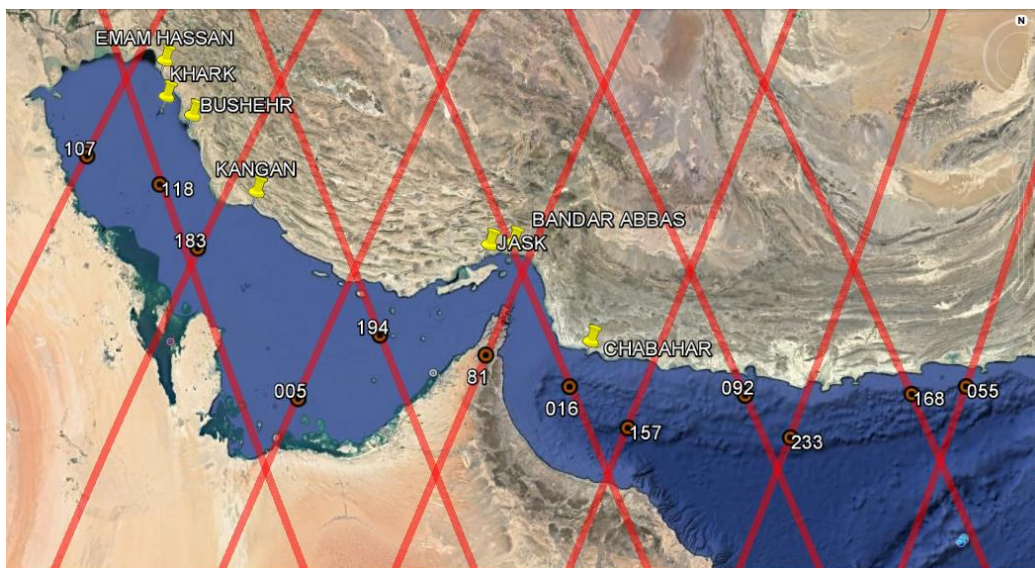 N
EMAM HASSAN
KHARK
BUSHEHR
107
118
KANGAN
183
BANDAR ABBAS
JASK
194
CHABAHAR
81
005
016
092
168
055
157
233